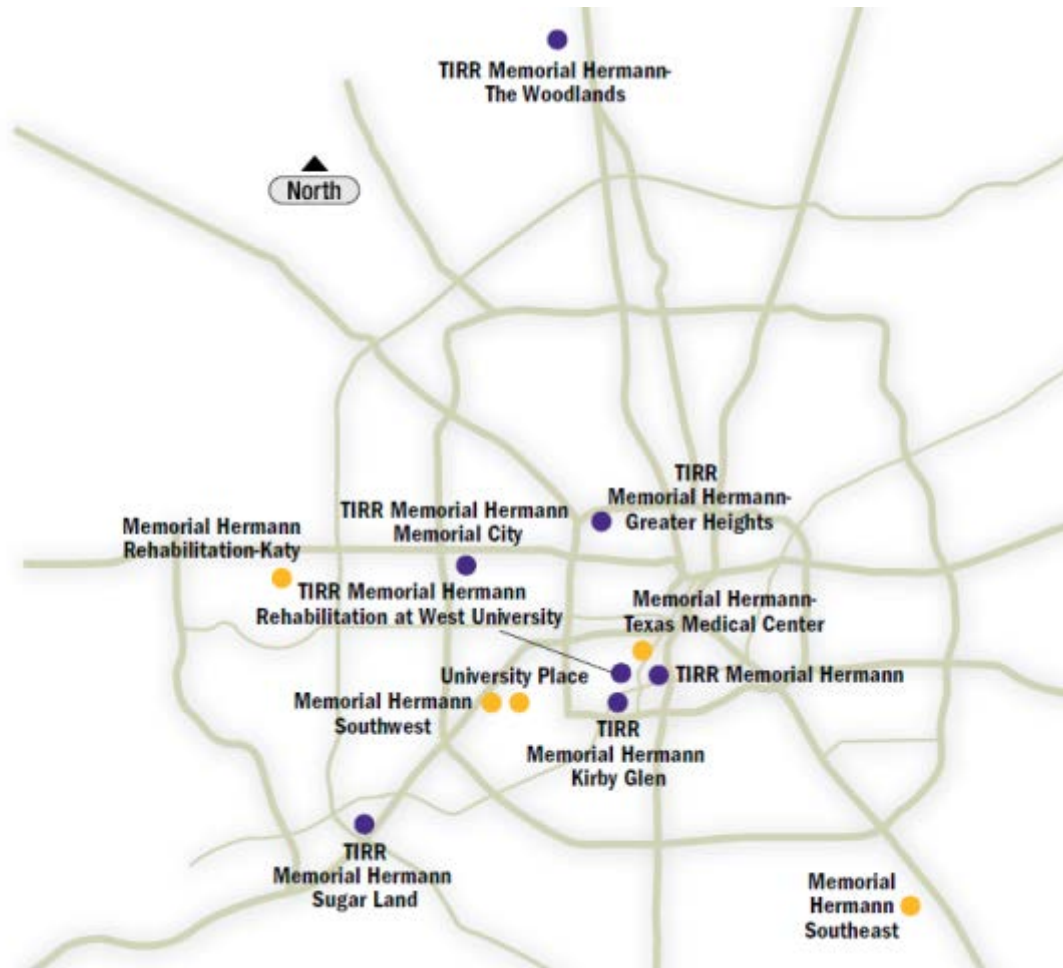 TIRR Memorial Hermann-
The Woodlands
North
TIRR
Memorial Hermann-
Greater Heights
TIRR Memorial Hermann
Memorial City
Memorial Hermann
Rehabilitation-Katy
TIRR Memorial Hermann
Rehabilitation at West University
Memorial Hermann-
Texas Medical Center
University Place
TIRR Memorial Hermann
Memorial Hermann
Southwest
TIRR
Memorial Hermann
Kirby Glen
TIRR
Memorial Hermann
Sugar Land
Memorial
Hermann
Southeast